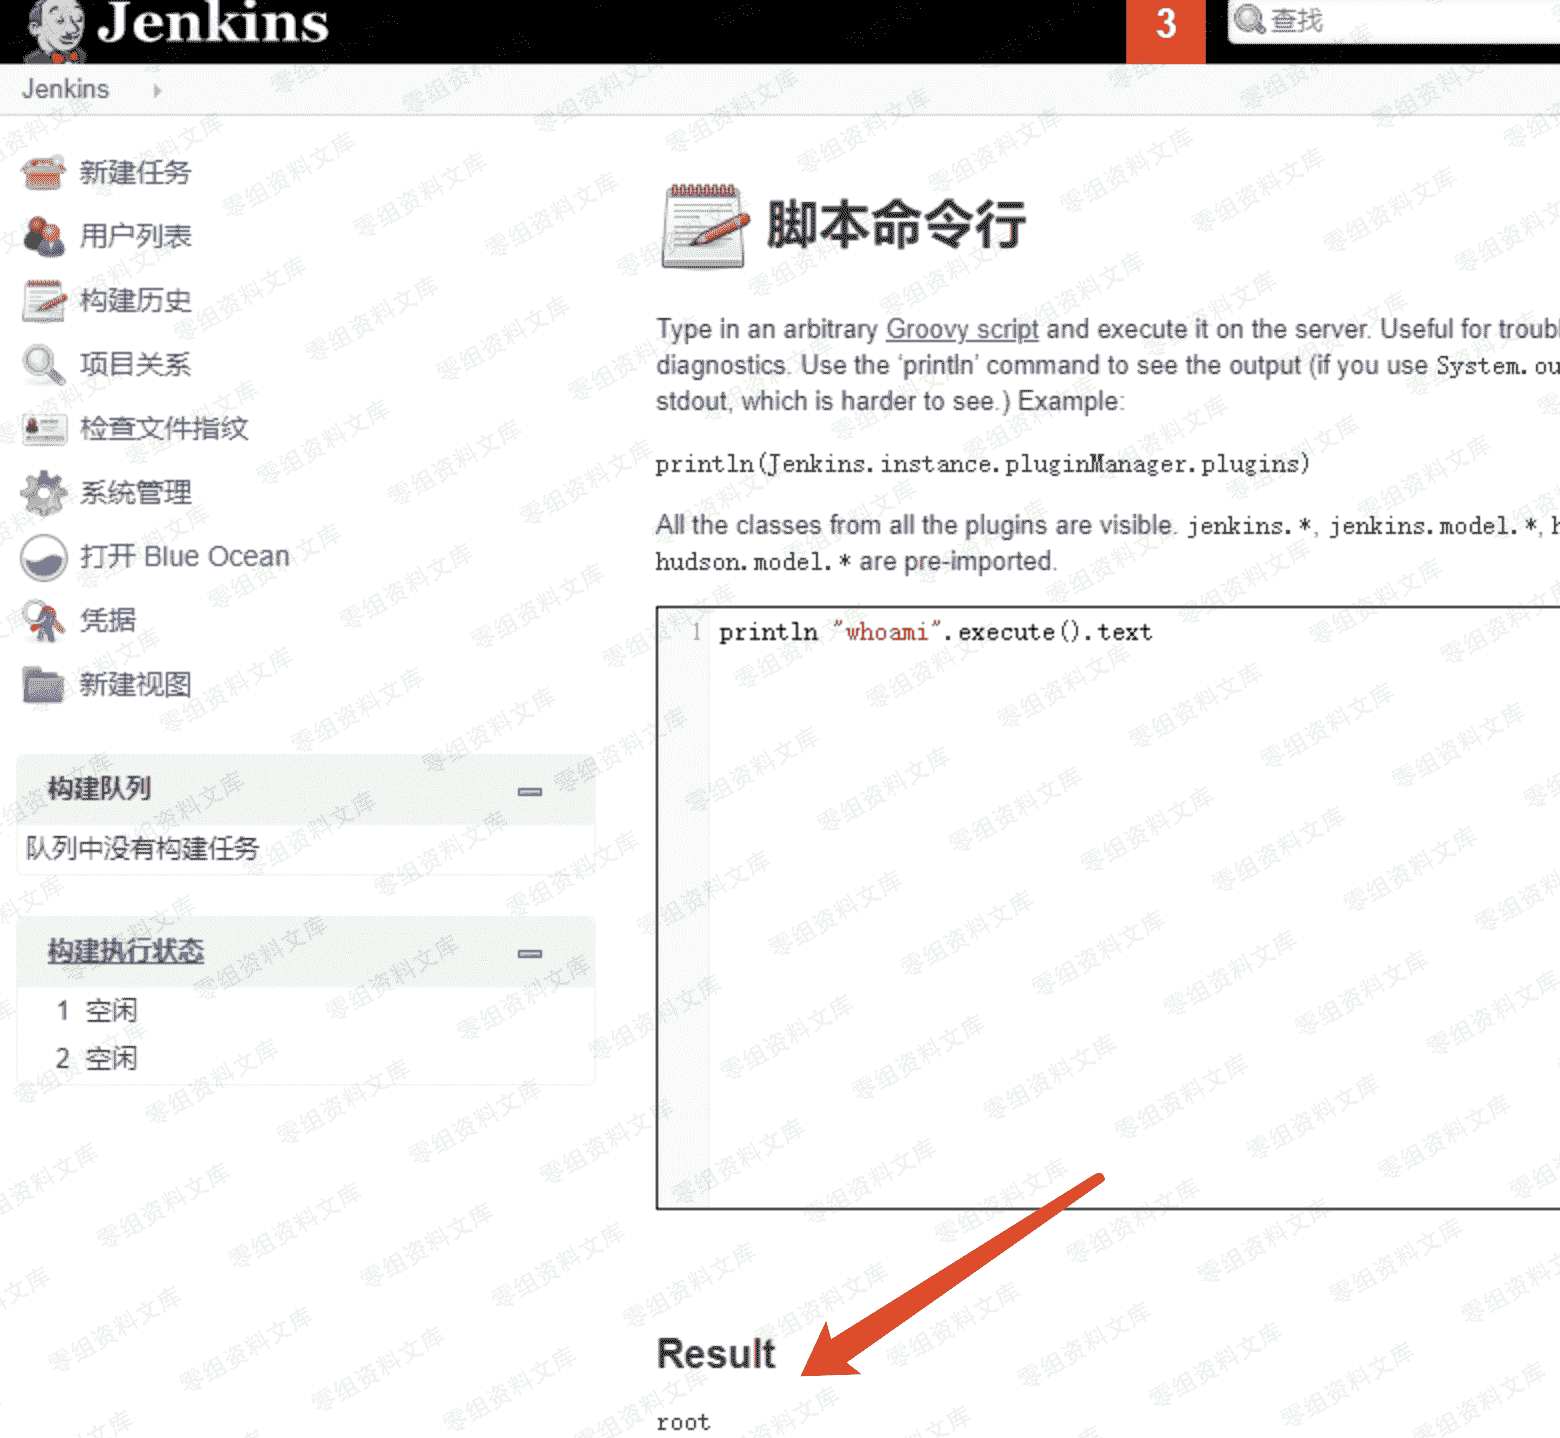 Jenkins
3
查找
Jenkins
新建任务
用户列表
构建历史
项目关系
检查文件指纹
系统管理
打开 Blue Ocean
凭据
新建视图
构建队列
队列中没有构建任务
构建执行状态
1 空闲
2 空闲
脚本命令行
Type in an arbitrary Groovy script and execute it on the server. Useful for troubl
diagnostics. Use the ‘println’ command to see the output (if you use System.ou
stdout, which is harder to see.) Example:
println(Jenkins.instance.pluginManager.plugins)
All the classes from all the plugins are visible. jenkins.*, jenkins.model.*, h
hudson.model.* are pre-imported.
1 println "whoami".execute().text
Result
root
零组资料文库